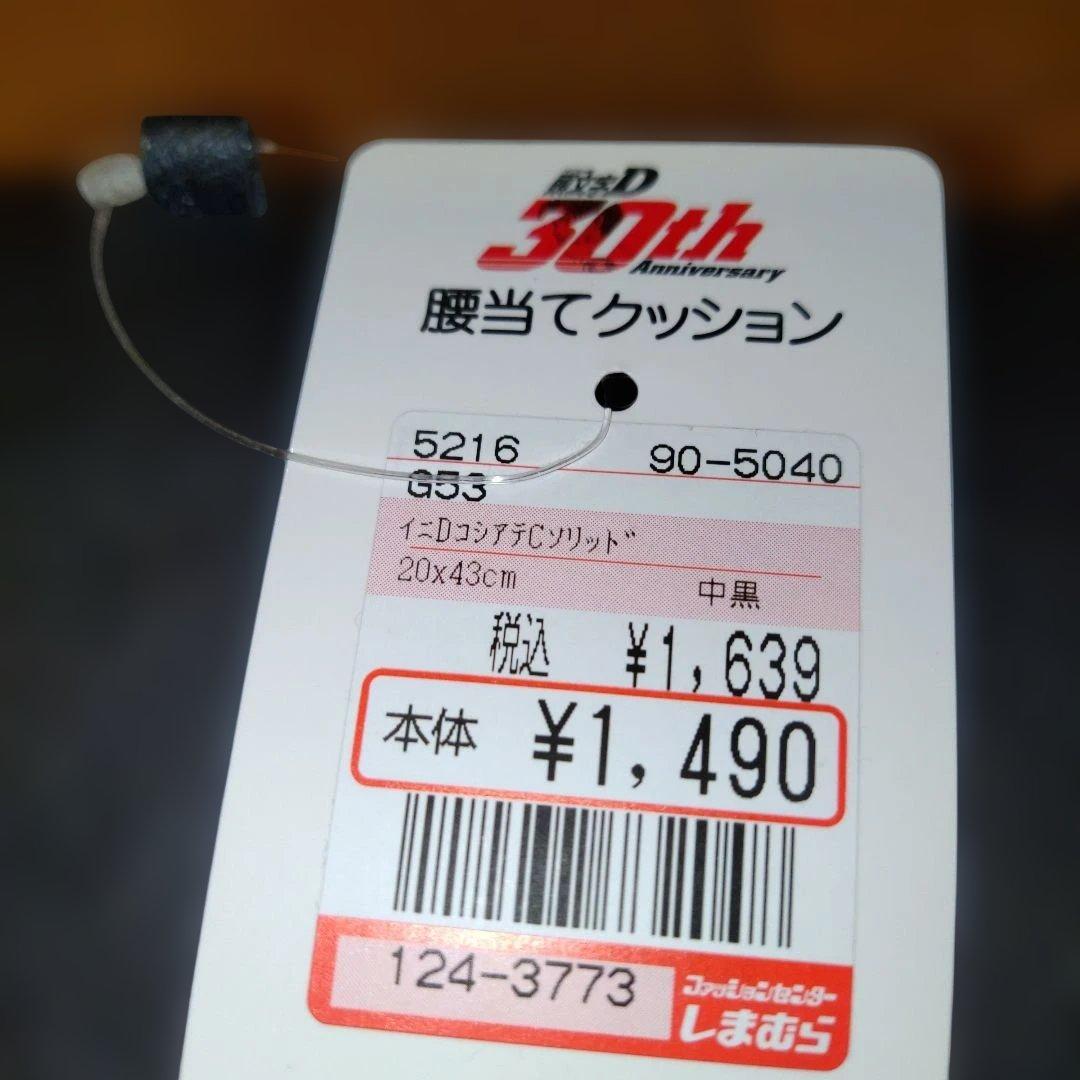 頭文字D
30th
Anniversary
腰当てクッション
5216 90-5040
G53
ｲﾆDｺｼｱﾃCｿﾘｯﾄﾞ
20x43cm 中黒
税込 ¥1,639
本体 ¥1,490
124-3773
ファッションセンター
しまむら